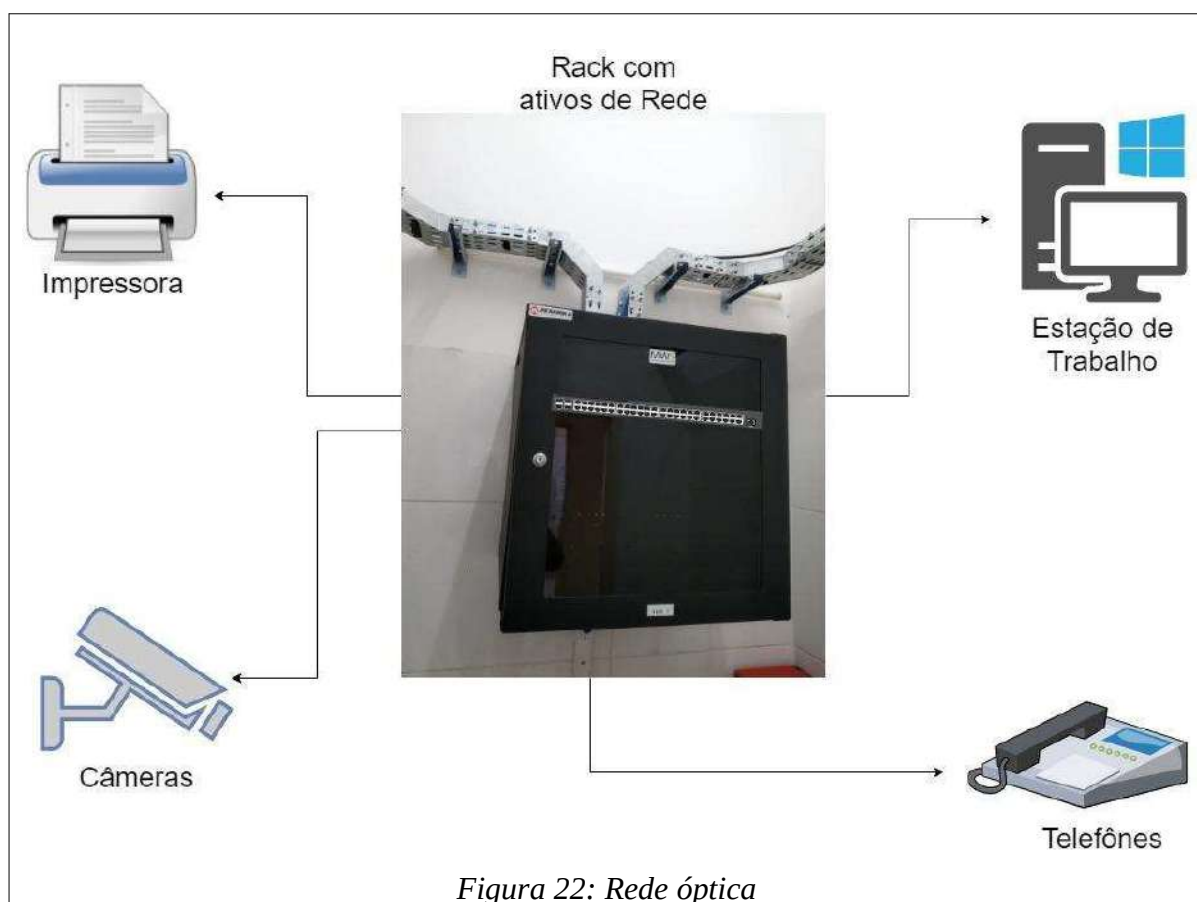 Rack com
ativos de Rede
Impressora
Estação de
Trabalho
Câmeras
Telefônes
Figura 22: Rede óptica